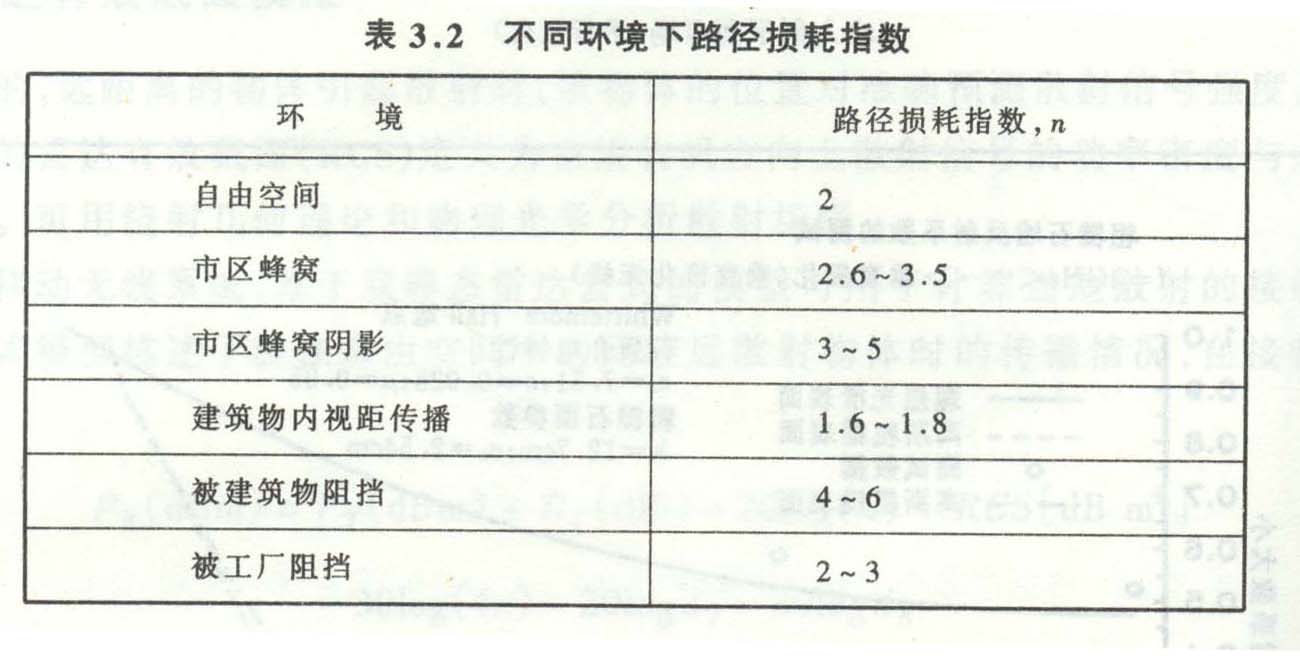 表 3.2 不同环境下路径损耗指数
环 境 路径损耗指数,n
自由空间 2
市区蜂窝 2.6~3.5
市区蜂窝阴影 3~5
建筑物内视距传播 1.6~1.8
被建筑物阻挡 4~6
被工厂阻挡 2~3